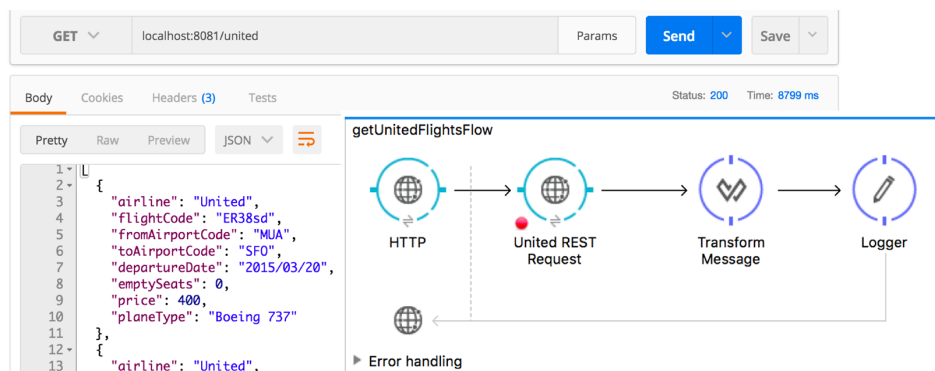 GET localhost:8081/united Params Send Save
Body Cookies Headers (3) Tests Status: 200 Time: 8799 ms
Pretty Raw Preview JSON
1 [
2 {
3 "airline": "United",
4 "flightCode": "ER38sd",
5 "fromAirportCode": "MUA",
6 "toAirportCode": "SFO",
7 "departureDate": "2015/03/20",
8 "emptySeats": 0,
9 "price": 400,
10 "planeType": "Boeing 737"
11 },
12 {
13 "airline": "United",
getUnitedFlightsFlow
HTTP
United REST
Request
Transform
Message
Logger
Error handling